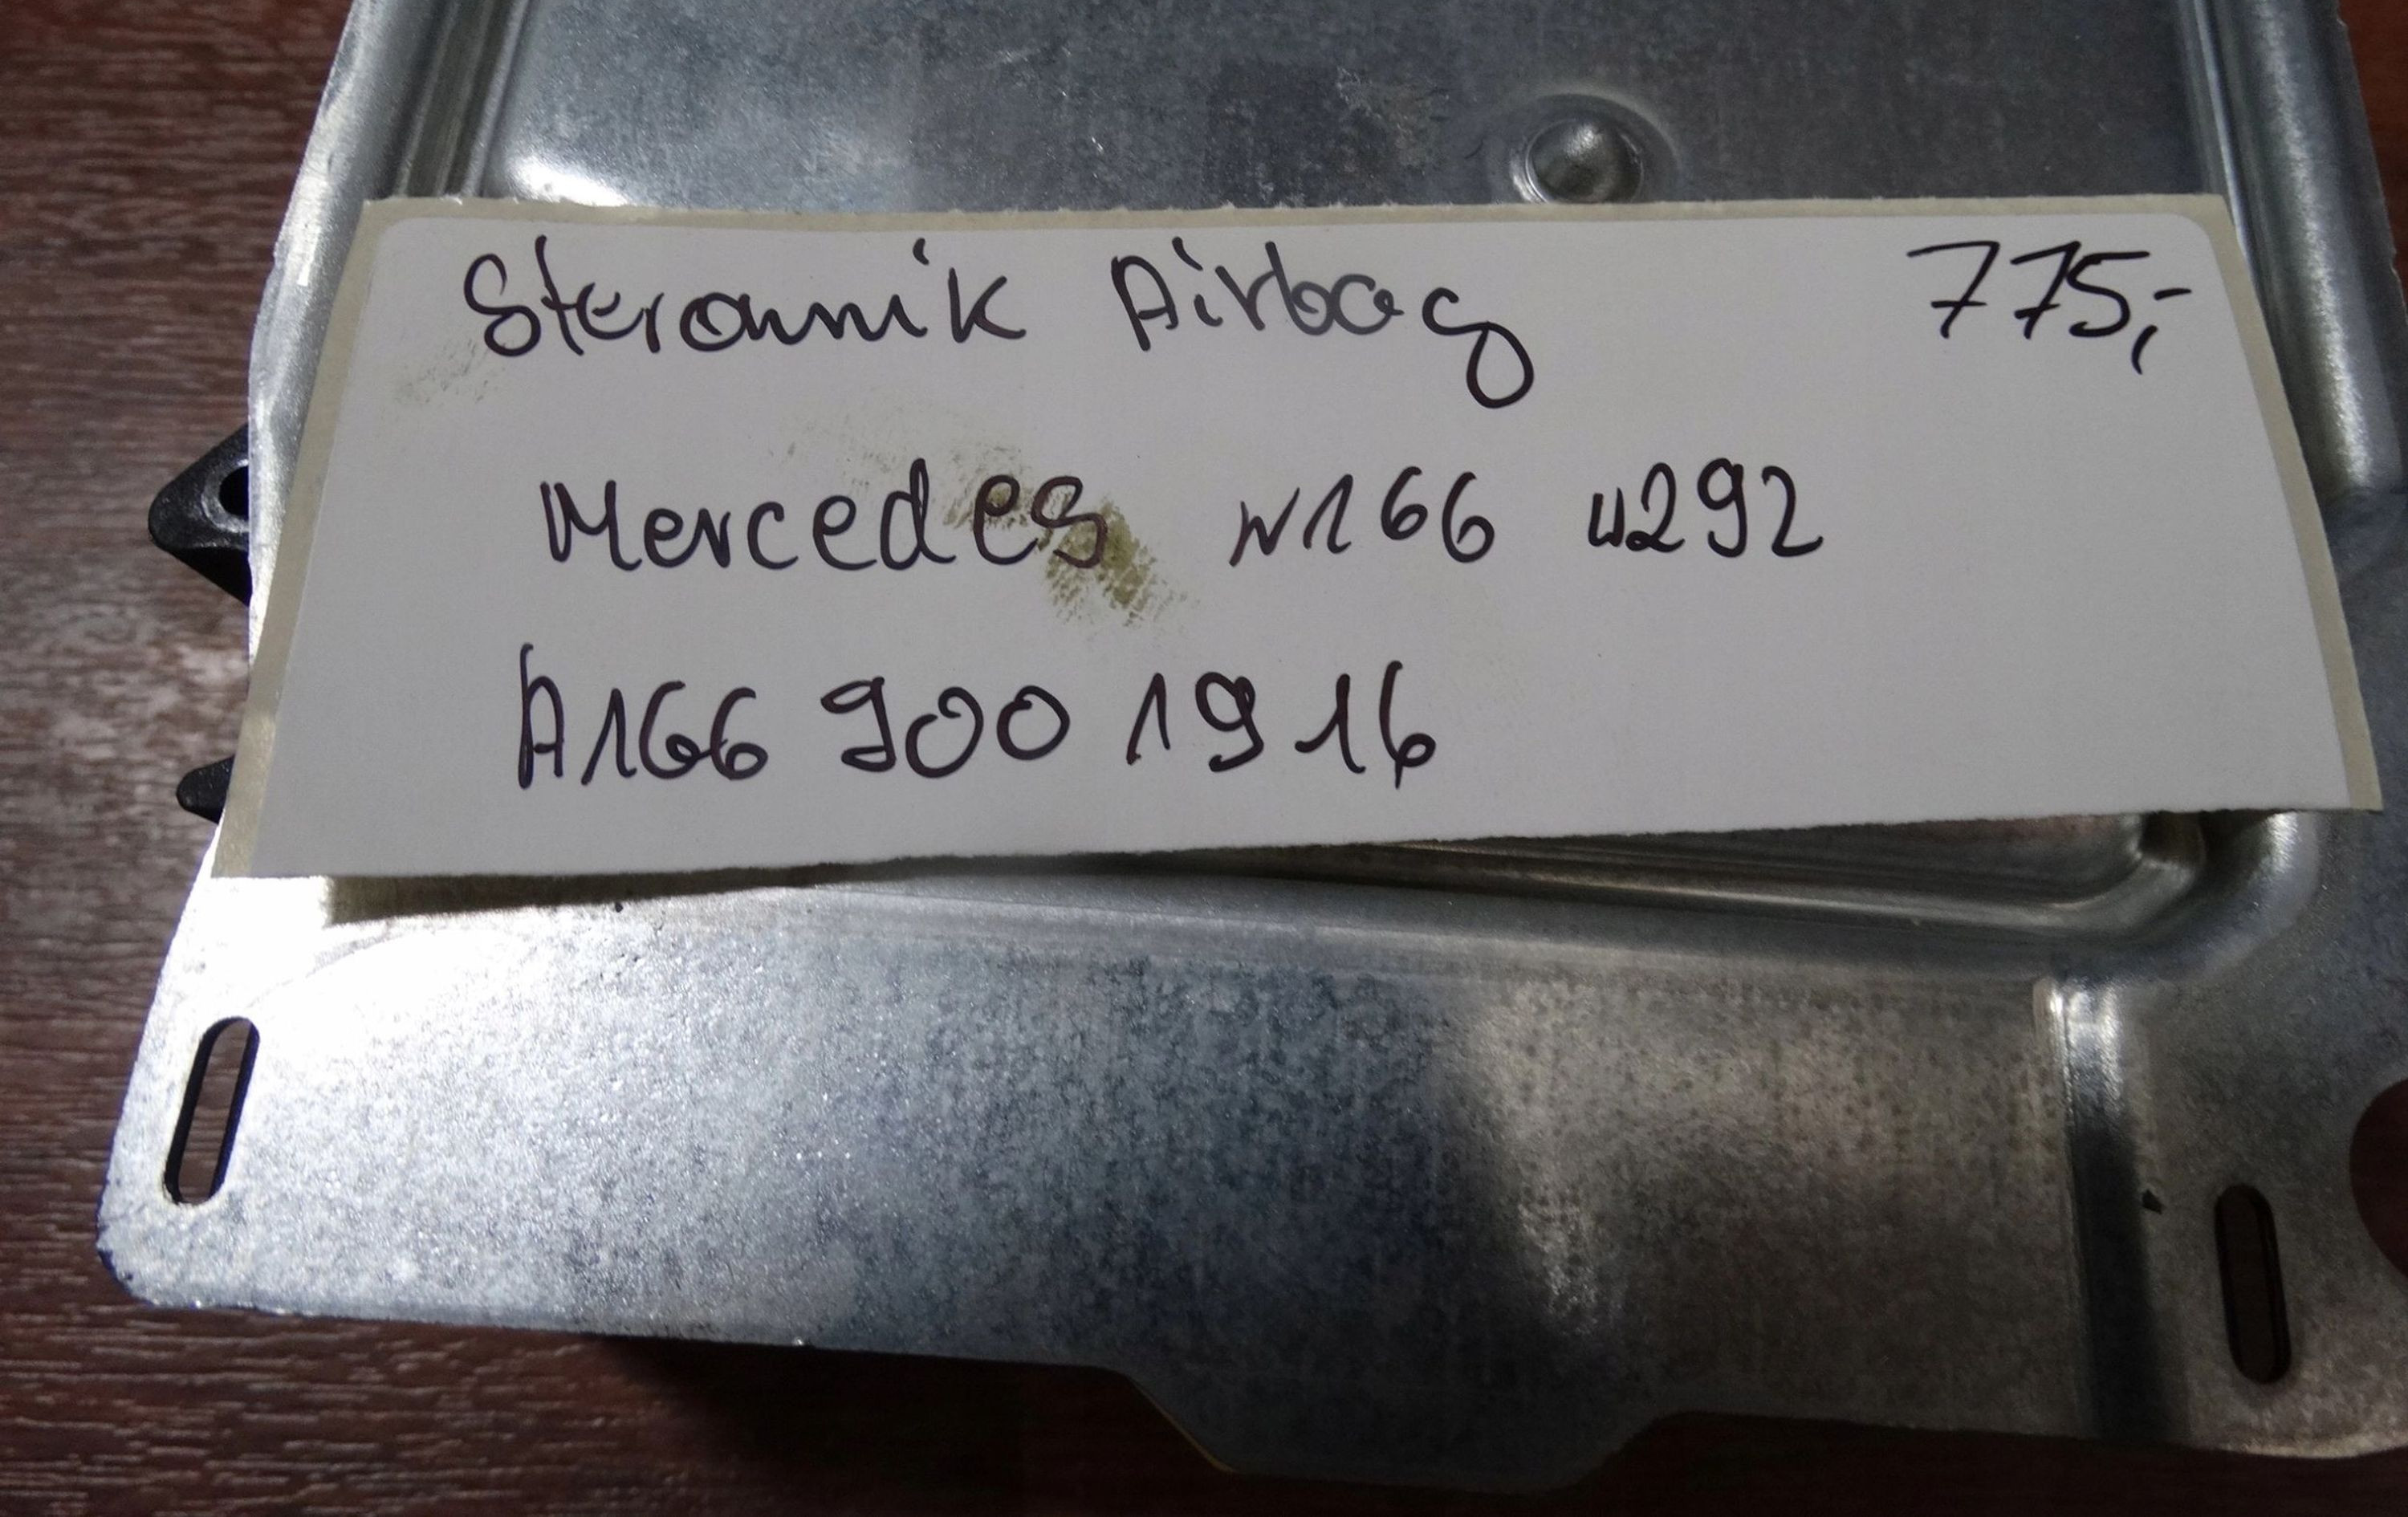 Sterownik Airbag 775,-
Mercedes w166 w292
A166 900 19 16